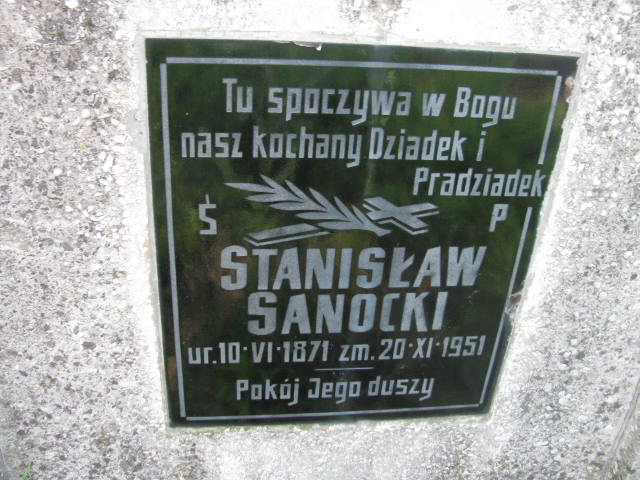 Tu spoczywa w Bogu
nasz kochany Dziadek i
Pradziadek
Ś P
STANISŁAW
SANOCKI
ur. 10·VI·1871 zm. 20·XI·1951
Pokój Jego duszy